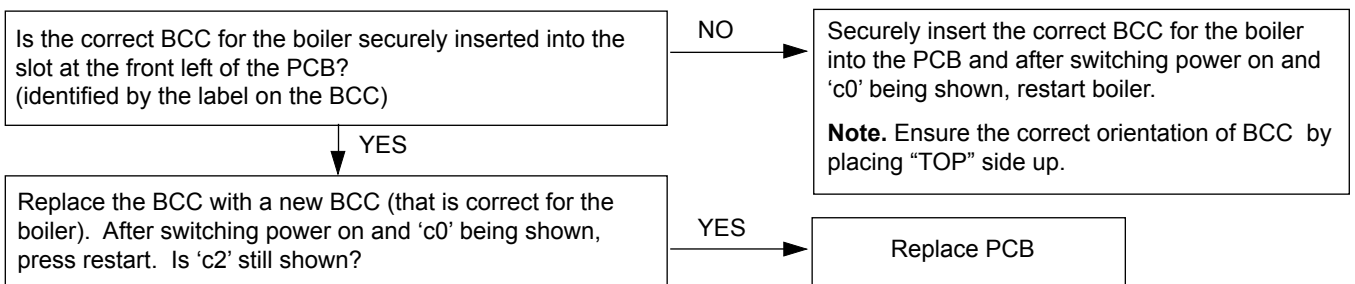 Is the correct BCC for the boiler securely inserted into the
slot at the front left of the PCB?
(identified by the label on the BCC)
NO
Securely insert the correct BCC for the boiler
into the PCB and after switching power on and
‘c0’ being shown, restart boiler.
Note. Ensure the correct orientation of BCC by
placing “TOP” side up.
YES
Replace the BCC with a new BCC (that is correct for the
boiler). After switching power on and ‘c0’ being shown,
press restart. Is ‘c2’ still shown?
YES
Replace PCB